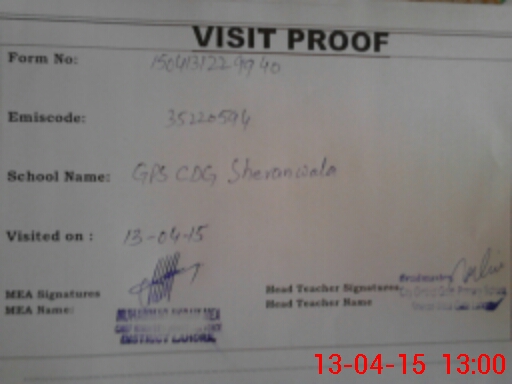 VISIT PROOF
Form No:
Emiscode: 35220594
School Name: GPS CDG Sheranwala
Visited on : 13-04-15
MEA Signatures
MEA Name:
DISTRICT LAHORE
Head Teacher Signatures
Head Teacher Name
13-04-15 13:00